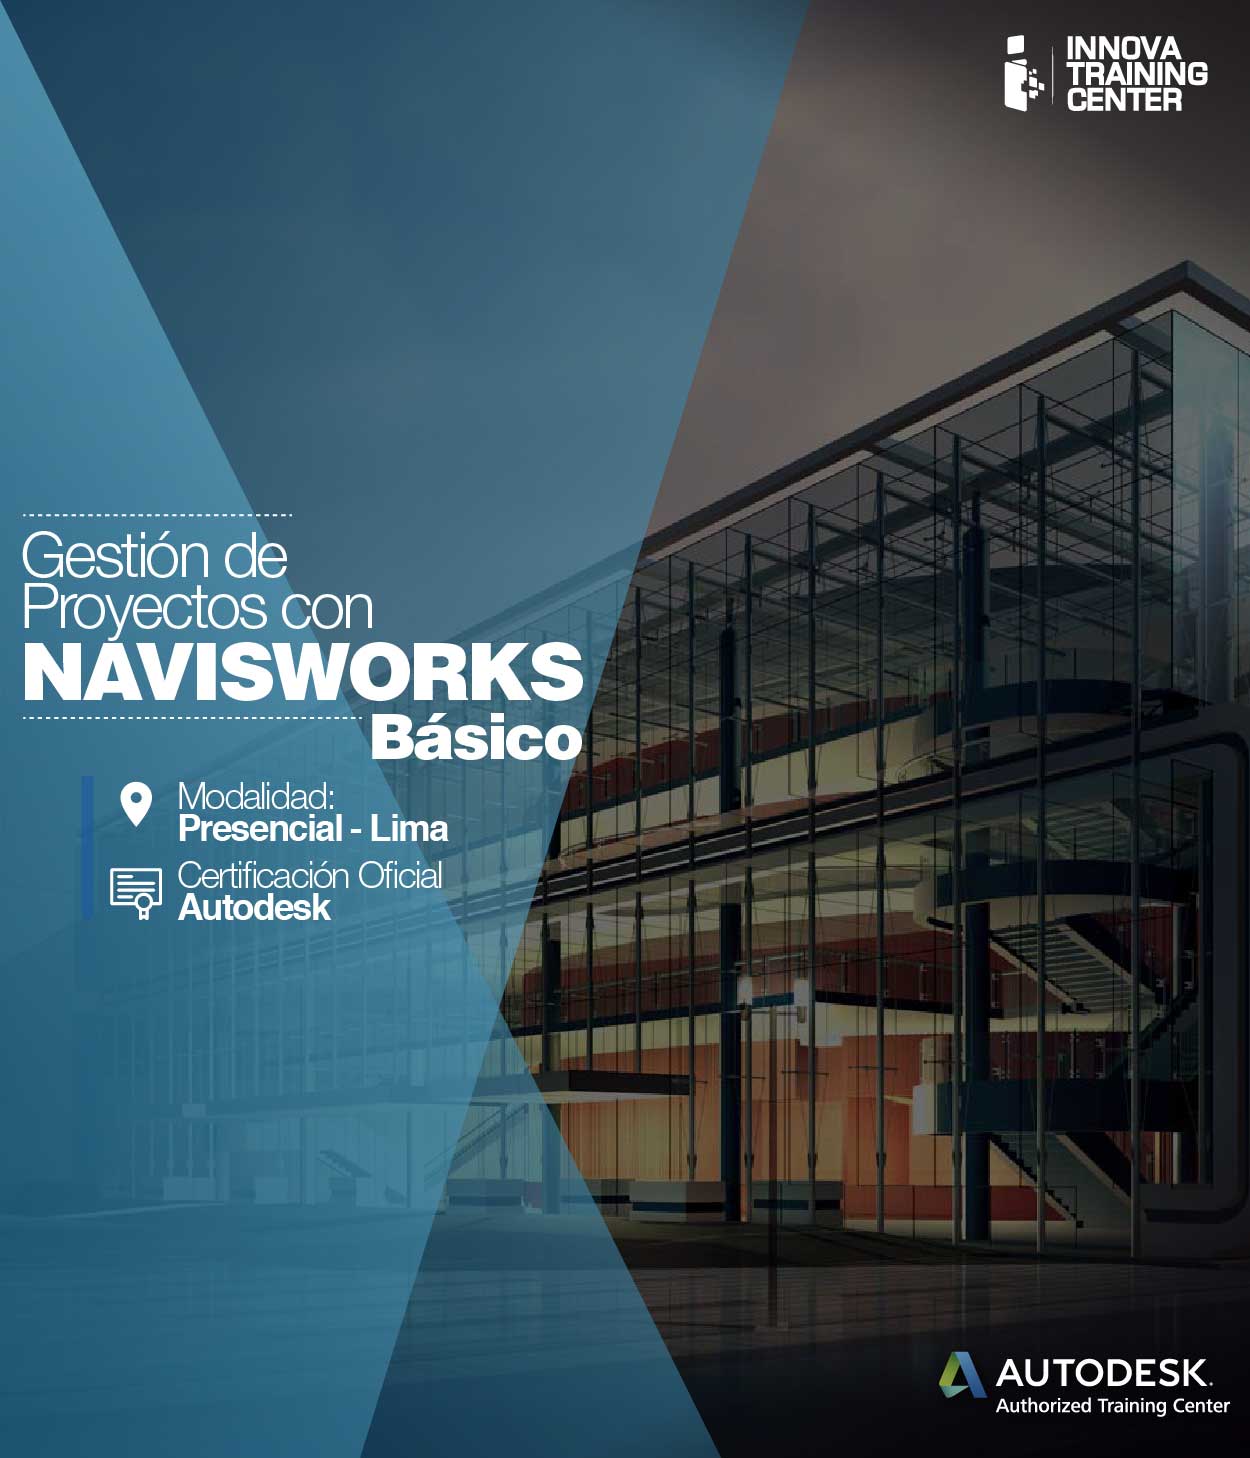 INNOVA
TRAINING
CENTER
Gestión de
Proyectos con
NAVISWORKS
Básico
Modalidad:
Presencial - Lima
Certificación Oficial
Autodesk
AUTODESK.
Authorized Training Center